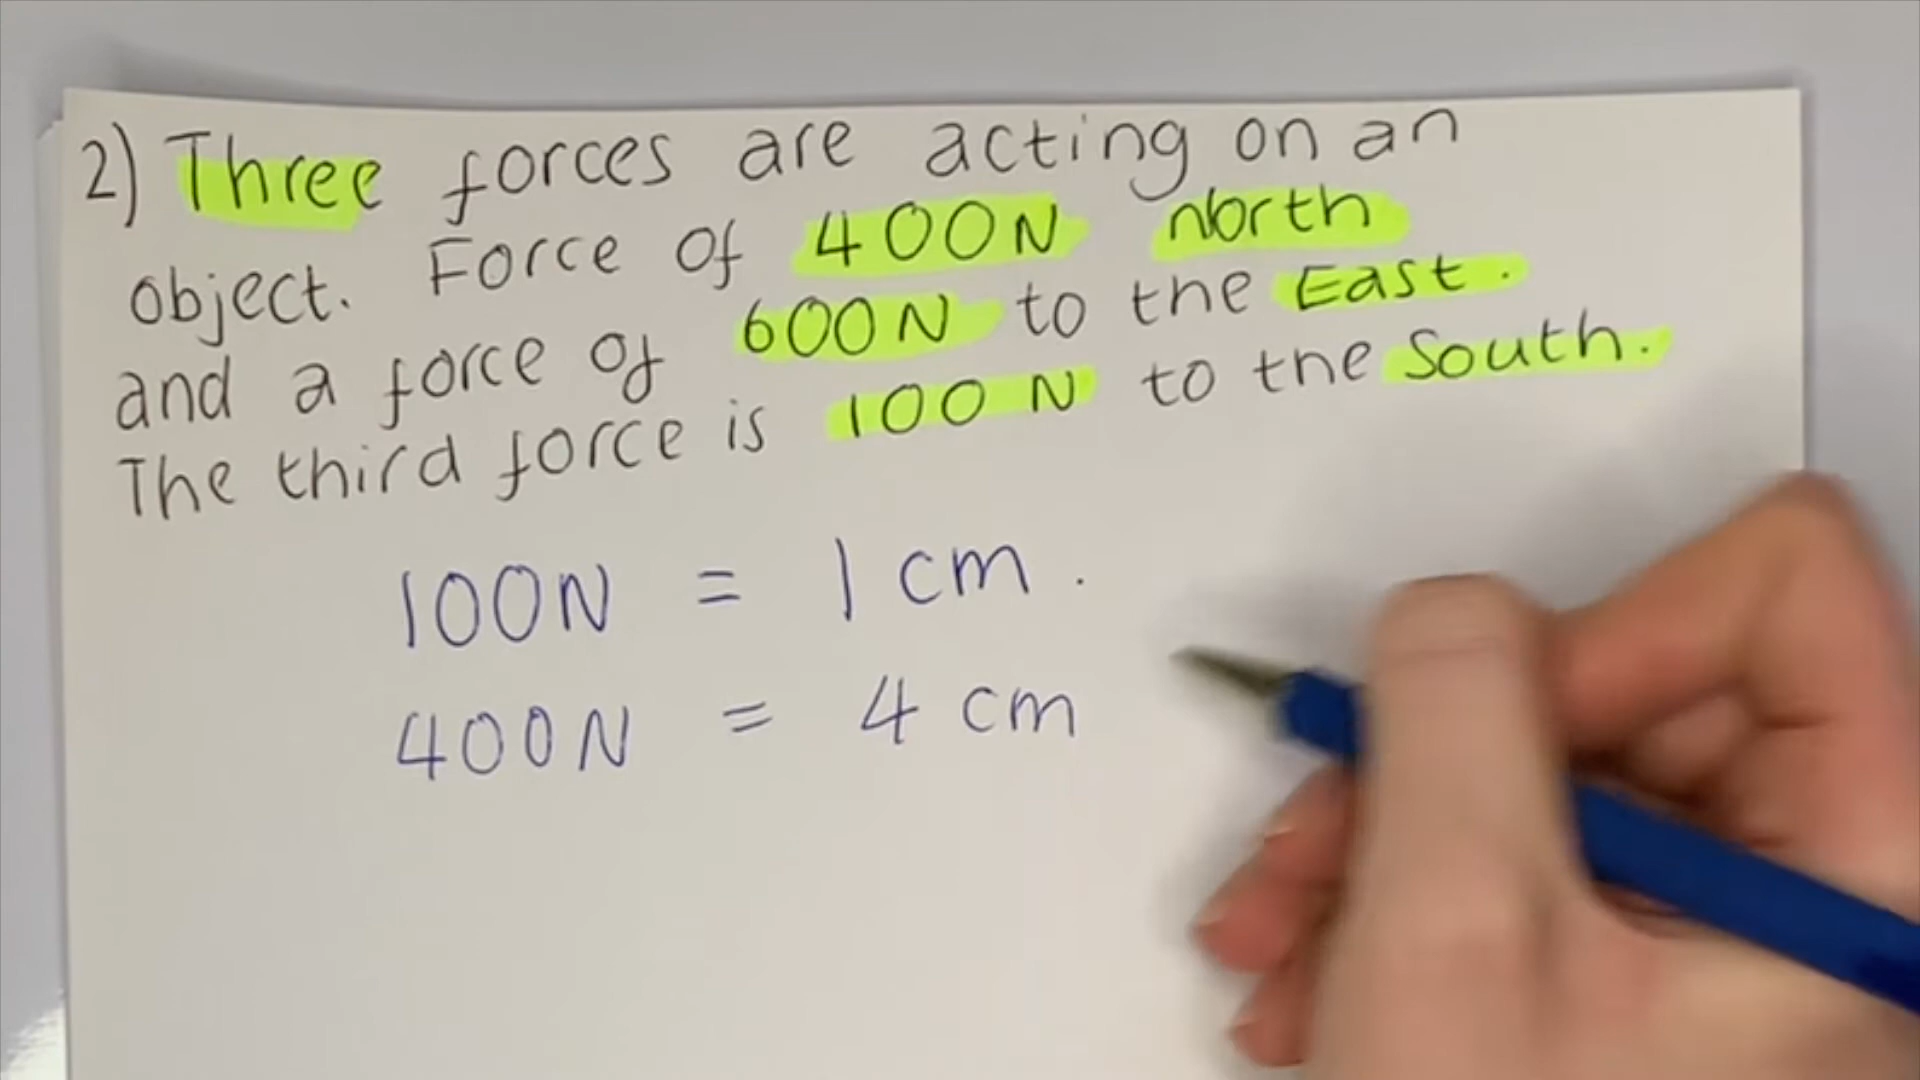 2) Three forces are acting on an
object. Force of 400N north
and a force of 600N to the East.
The third force is 100N to the South.
100N = 1 cm.
400N = 4 cm